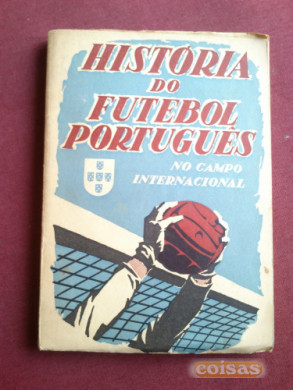 HISTÓRIA
DO
FUTEBOL
PORTUGUÊS
NO CAMPO
INTERNACIONAL
coisas